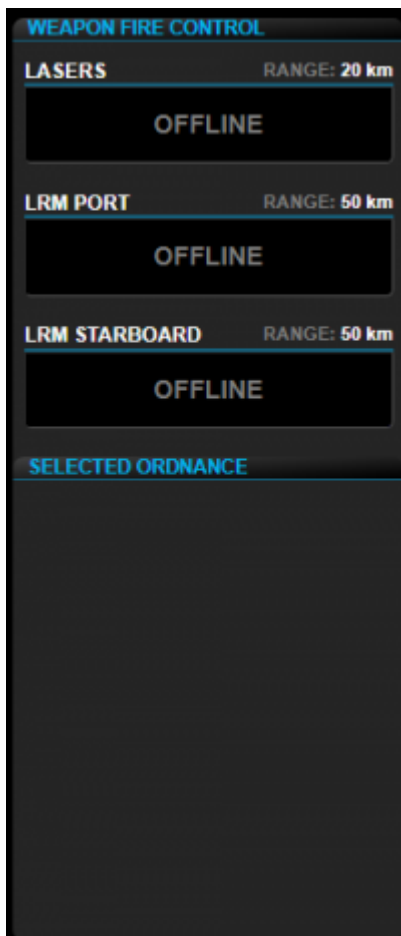 WEAPON FIRE CONTROL
LASERS RANGE: 20 km
OFFLINE
LRM PORT RANGE: 50 km
OFFLINE
LRM STARBOARD RANGE: 50 km
OFFLINE
SELECTED ORDNANCE